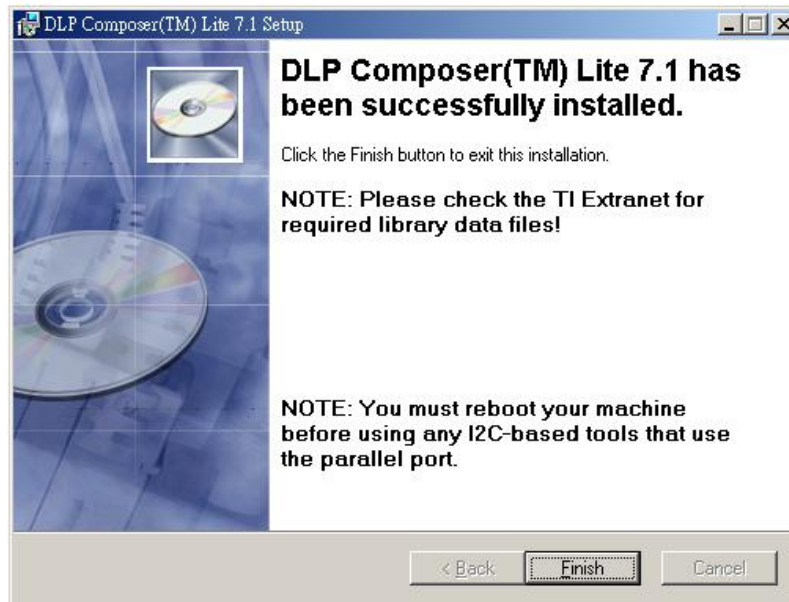 DLP Composer(TM) Lite 7.1 Setup
DLP Composer(TM) Lite 7.1 has
been successfully installed.
Click the Finish button to exit this installation.
NOTE: Please check the TI Extranet for
required library data files!
NOTE: You must reboot your machine
before using any I2C-based tools that use
the parallel port.
< Back
Finish
Cancel